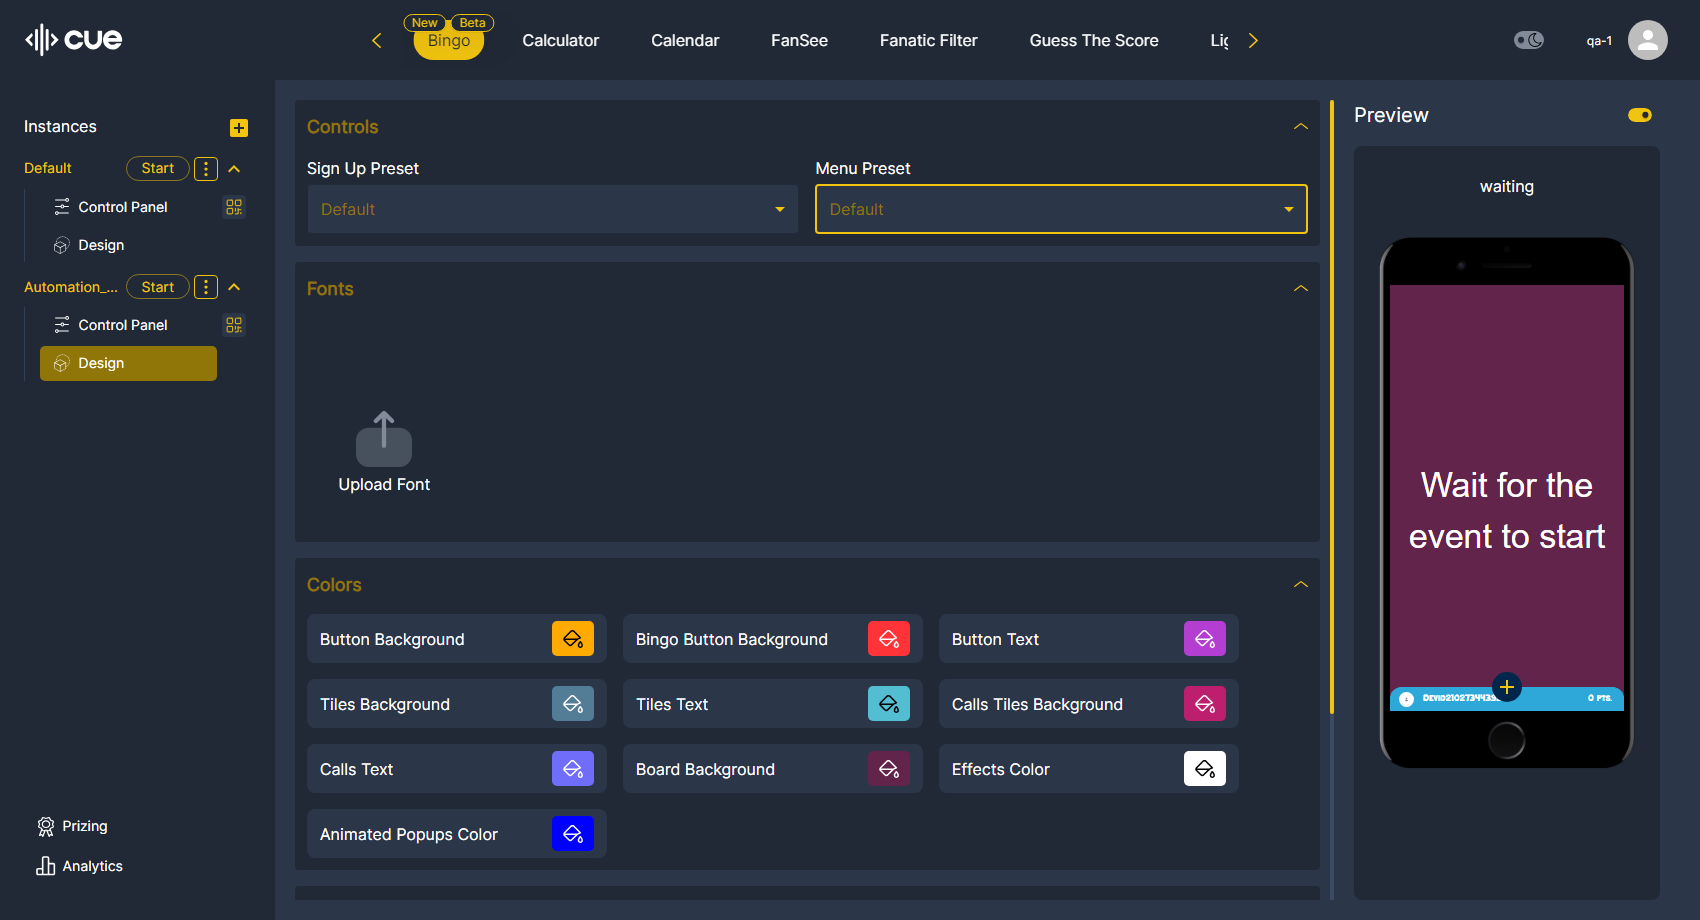 cue
New
Beta
Bingo
Calculator
Calendar
FanSee
Fanatic Filter
Guess The Score
Lig
qa-1
Instances
Default
Start
Control Panel
Design
Automation_...
Start
Control Panel
Design
Prizing
Analytics
Controls
Sign Up Preset
Default
Menu Preset
Default
Fonts
Upload Font
Colors
Button Background
Bingo Button Background
Button Text
Tiles Background
Tiles Text
Calls Tiles Background
Calls Text
Board Background
Effects Color
Animated Popups Color
Preview
waiting
Wait for the
event to start
0 PTS.